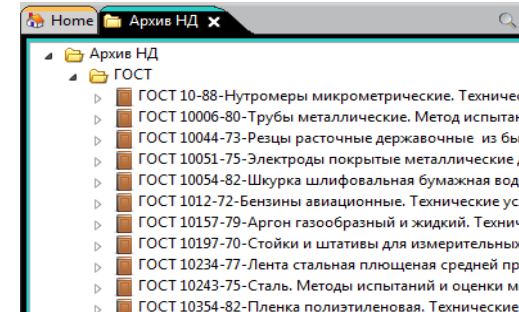 Home Архив НД
Архив НД
ГОСТ
ГОСТ 10-88-Нутромеры микрометрические. Техничес
ГОСТ 10006-80-Трубы металлические. Метод испытан
ГОСТ 10044-73-Резцы расточные державочные из бы
ГОСТ 10051-75-Электроды покрытые металлические
ГОСТ 10054-82-Шкурка шлифовальная бумажная вод
ГОСТ 1012-72-Бензины авиационные. Технические ус
ГОСТ 10157-79-Аргон газообразный и жидкий. Технич
ГОСТ 10197-70-Стойки и штативы для измерительных
ГОСТ 10234-77-Лента стальная плющеная средней пр
ГОСТ 10243-75-Сталь. Методы испытаний и оценки м
ГОСТ 10354-82-Пленка полиэтиленовая. Технические